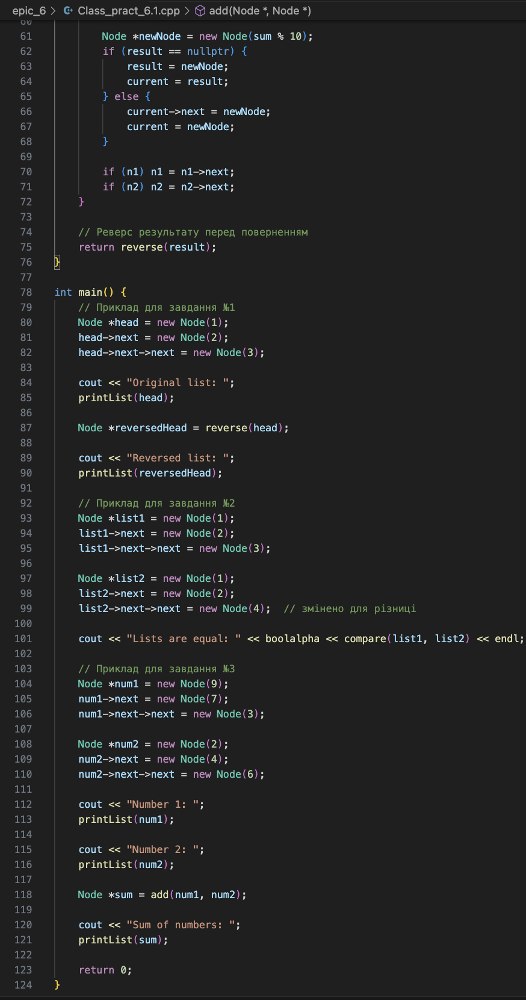 epic_6 > Class_pract_6.1.cpp > add(Node *, Node *)
60
61 Node *newNode = new Node(sum % 10);
62 if (result == nullptr) {
63 result = newNode;
64 current = result;
65 } else {
66 current->next = newNode;
67 current = newNode;
68 }
69
70 if (n1) n1 = n1->next;
71 if (n2) n2 = n2->next;
72 }
73
74 // Реверс результату перед поверненням
75 return reverse(result);
76 }
77
78 int main() {
79 // Приклад для завдання №1
80 Node *head = new Node(1);
81 head->next = new Node(2);
82 head->next->next = new Node(3);
83
84 cout << "Original list: ";
85 printList(head);
86
87 Node *reversedHead = reverse(head);
88
89 cout << "Reversed list: ";
90 printList(reversedHead);
91
92 // Приклад для завдання №2
93 Node *list1 = new Node(1);
94 list1->next = new Node(2);
95 list1->next->next = new Node(3);
96
97 Node *list2 = new Node(1);
98 list2->next = new Node(2);
99 list2->next->next = new Node(4);  // змінено для різниці
100
101 cout << "Lists are equal: " << boolalpha << compare(list1, list2) << endl;
102
103 // Приклад для завдання №3
104 Node *num1 = new Node(9);
105 num1->next = new Node(7);
106 num1->next->next = new Node(3);
107
108 Node *num2 = new Node(2);
109 num2->next = new Node(4);
110 num2->next->next = new Node(6);
111
112 cout << "Number 1: ";
113 printList(num1);
114
115 cout << "Number 2: ";
116 printList(num2);
117
118 Node *sum = add(num1, num2);
119
120 cout << "Sum of numbers: ";
121 printList(sum);
122
123 return 0;
124 }